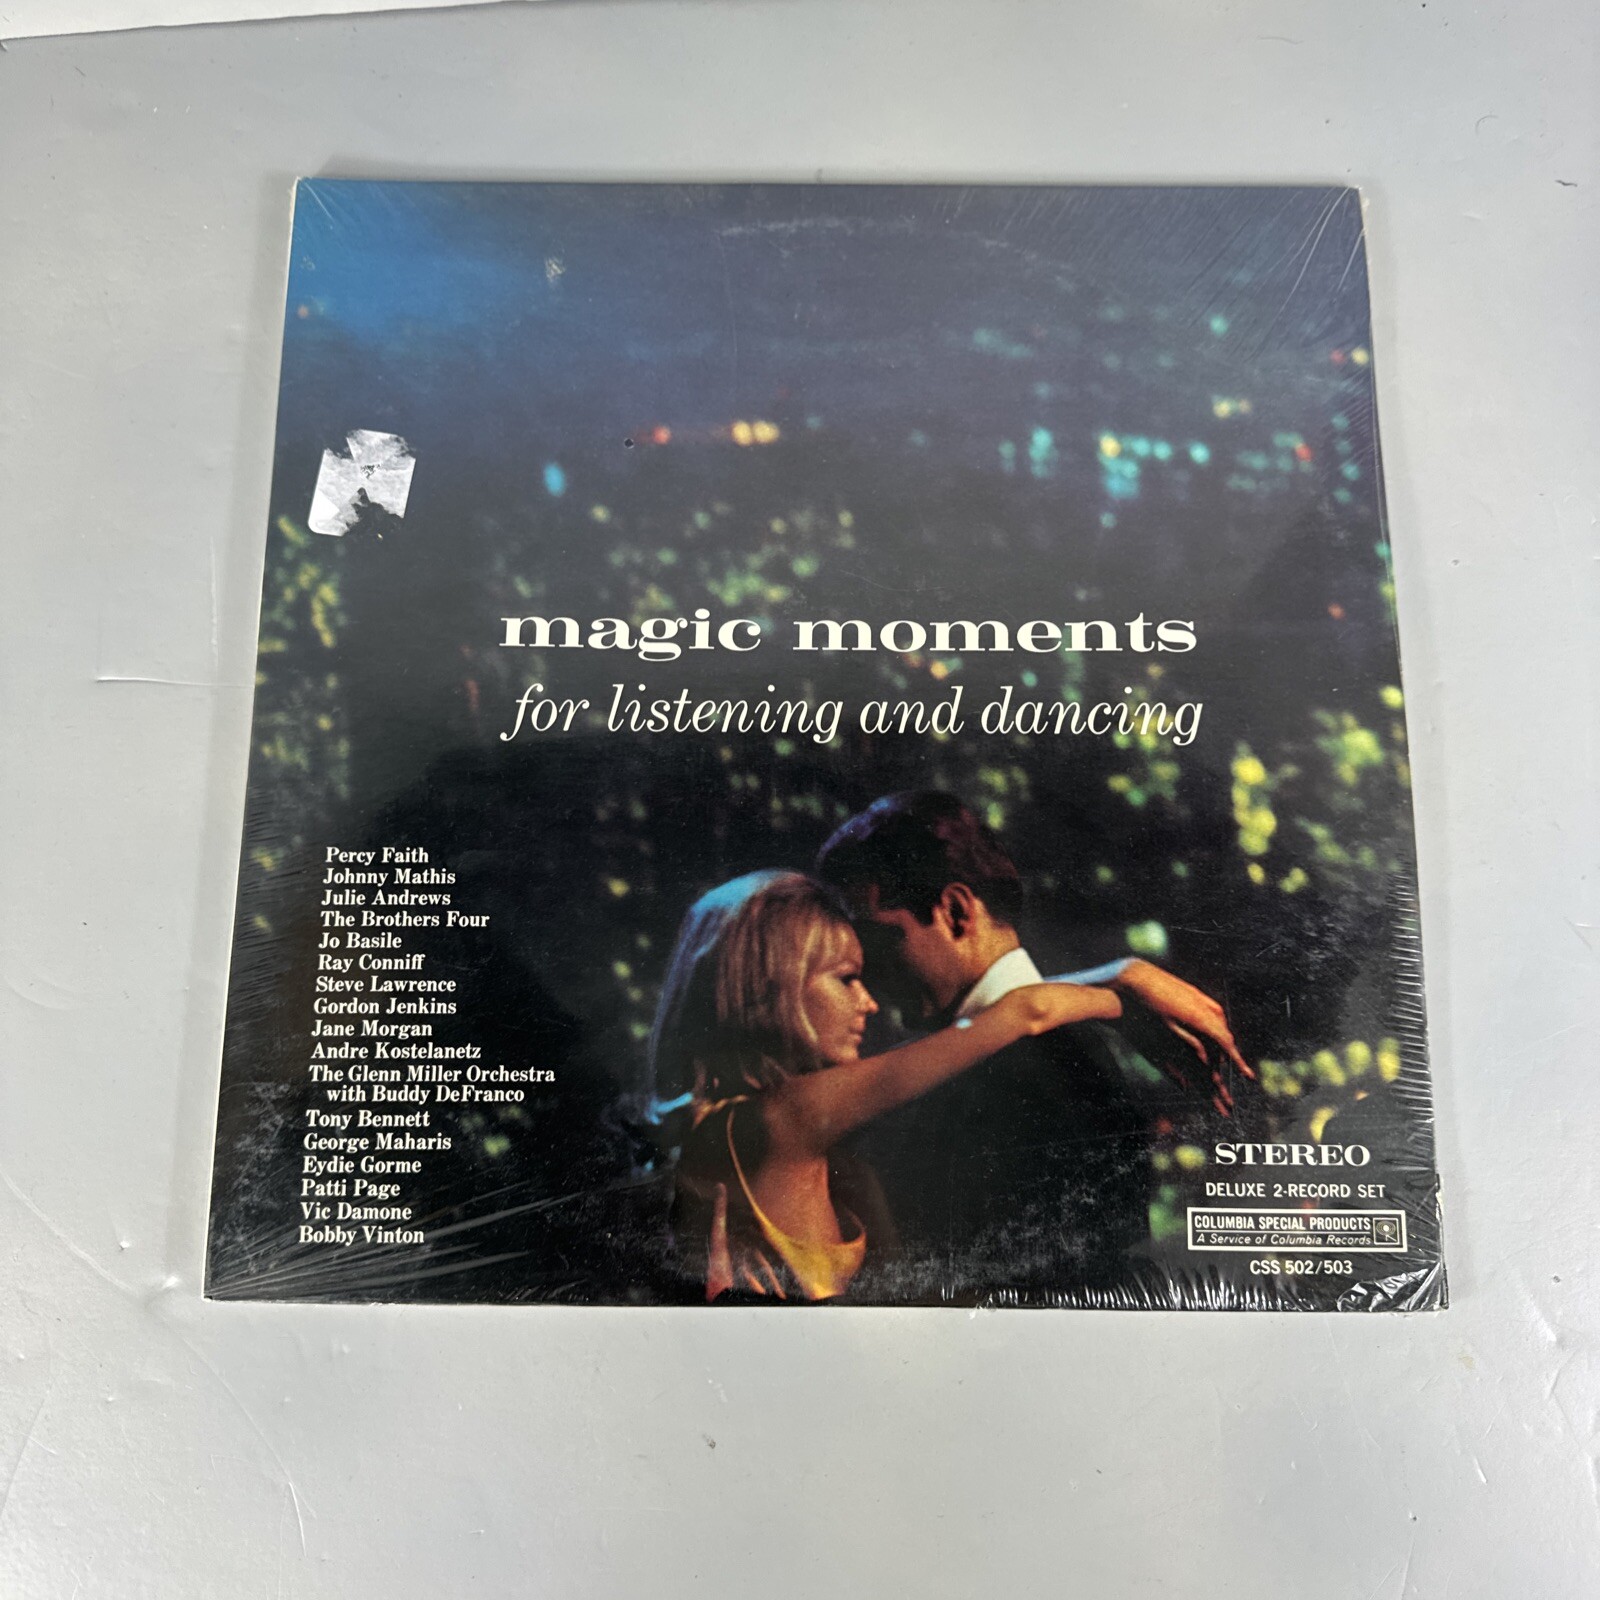 magic moments
for listening and dancing
Percy Faith
Johnny Mathis
Julie Andrews
The Brothers Four
Jo Basile
Ray Conniff
Steve Lawrence
Gordon Jenkins
Jane Morgan
Andre Kostelanetz
The Glenn Miller Orchestra
with Buddy DeFranco
Tony Bennett
George Maharis
Eydie Gorme
Patti Page
Vic Damone
Bobby Vinton
STEREO
DELUXE 2-RECORD SET
COLUMBIA SPECIAL PRODUCTS
A Service of Columbia Records
CSS 502/503